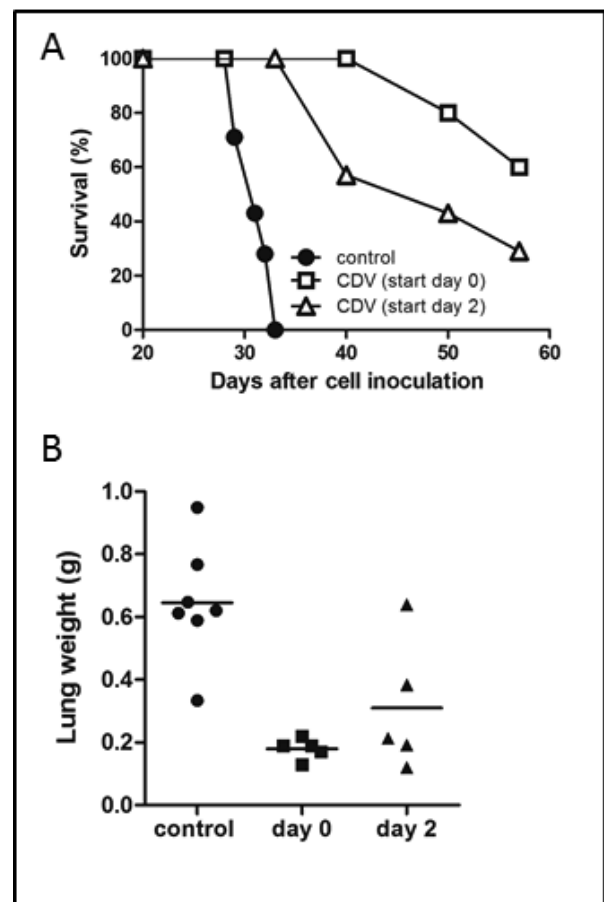 A
100
80
60
40
20
0
Survival (%)
control
CDV (start day 0)
CDV (start day 2)
20 30 40 50 60
Days after cell inoculation
B
1.0
0.8
0.6
0.4
0.2
0.0
Lung weight (g)
control day 0 day 2